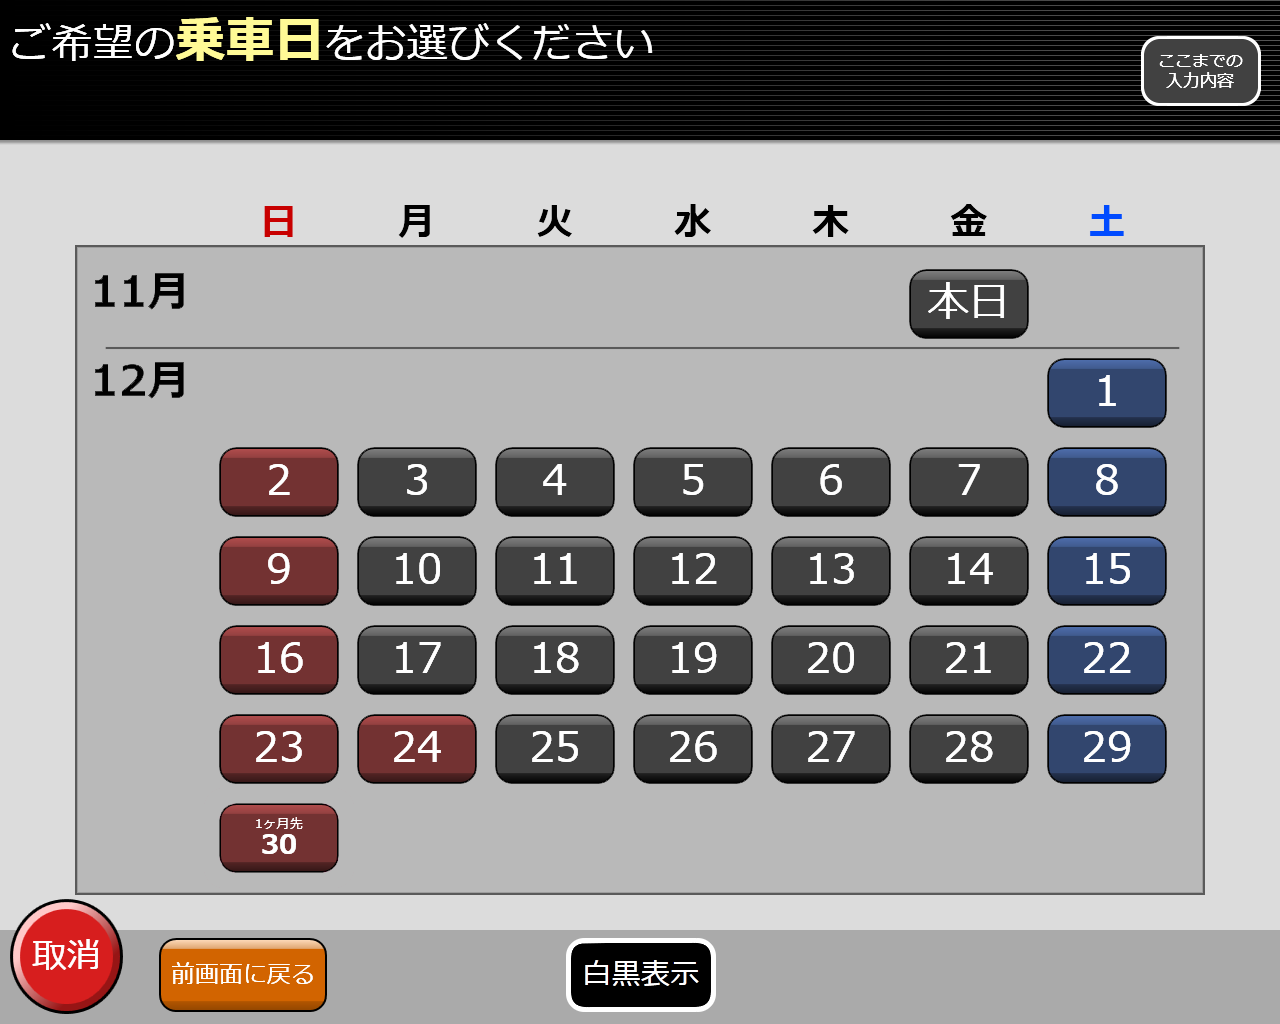 ご希望の乗車日をお選びください
ここまでの
入力内容
日 月 火 水 木 金 土
11月 本日
12月 1
2 3 4 5 6 7 8
9 10 11 12 13 14 15
16 17 18 19 20 21 22
23 24 25 26 27 28 29
1ヶ月先
30
取消 前画面に戻る 白黒表示